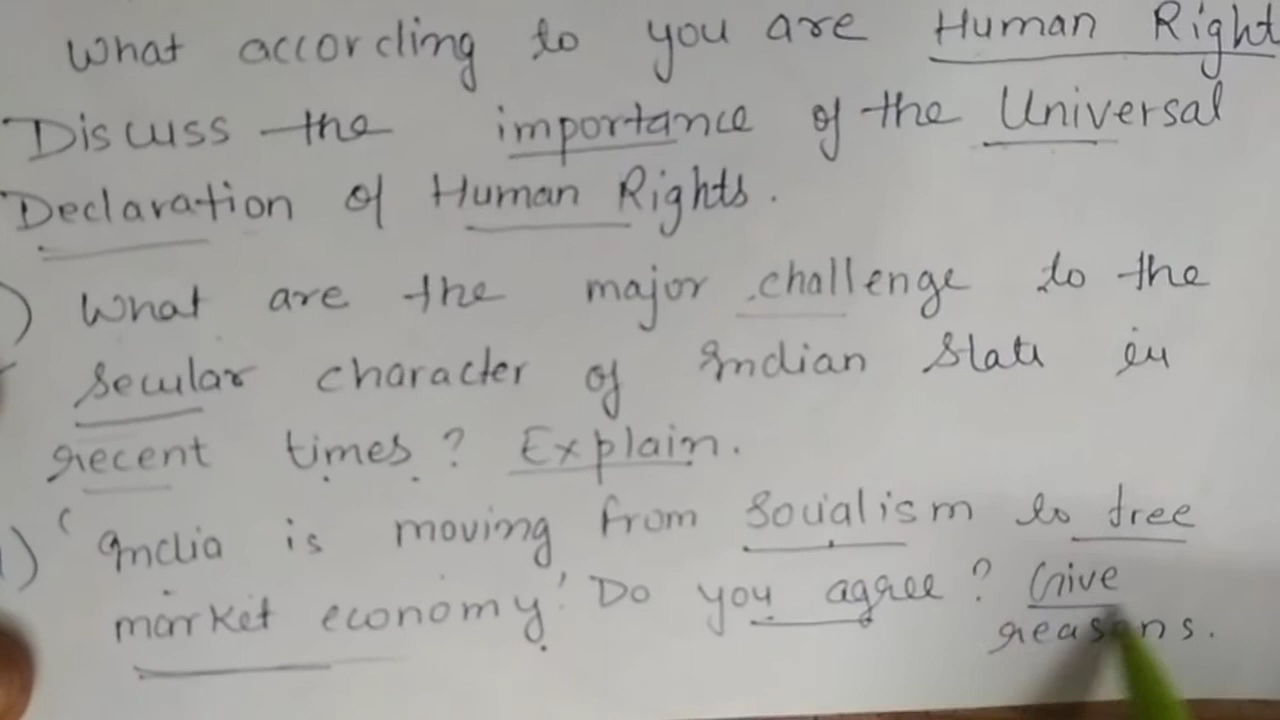 What according to you are Human Right
Discuss the importance of the Universal
Declaration of Human Rights.
) What are the major challenge to the
secular character of Indian state in
recent times? Explain.
) 'India is moving from Socialism to free
market economy.' Do you agree? Give
reasons.